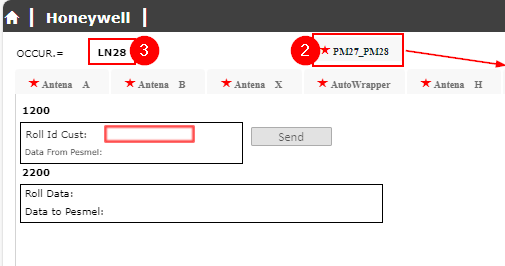 Honeywell
OCCUR.= LN28 3 2 ★ PM27_PM28
★ Antena A ★ Antena B ★ Antena X ★ AutoWrapper ★ Antena H
1200
Roll Id Cust: Send
Data From Pesmel:
2200
Roll Data:
Data to Pesmel: